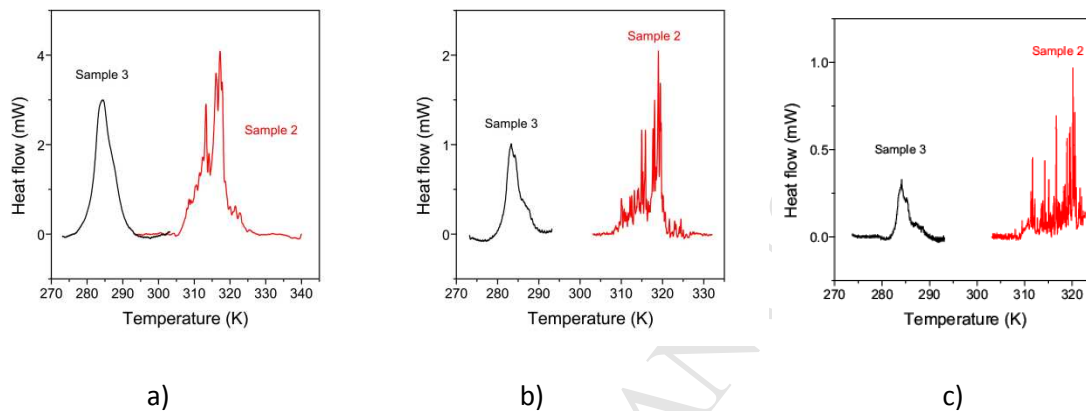 Sample 3
Sample 2
Heat flow (mW)
4
2
0
270 280 290 300 310 320 330 340
Temperature (K)
a)
Sample 2
Sample 3
Heat flow (mW)
2
1
0
270 280 290 300 310 320 330
Temperature (K)
b)
Sample 2
Sample 3
Heat flow (mW)
1.0
0.5
0.0
270 280 290 300 310 320
Temperature (K)
c)